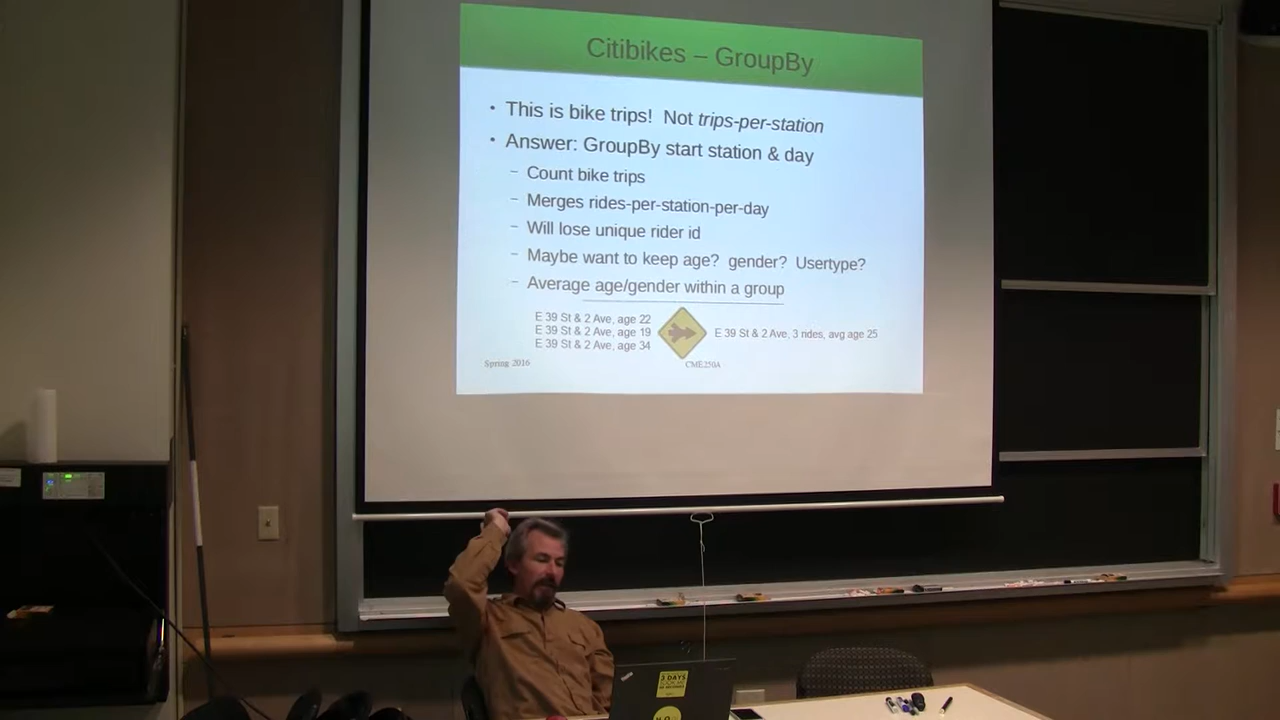 Citibikes – GroupBy
• This is bike trips! Not trips-per-station
• Answer: GroupBy start station & day
– Count bike trips
– Merges rides-per-station-per-day
– Will lose unique rider id
– Maybe want to keep age? gender? Usertype?
– Average age/gender within a group
E 39 St & 2 Ave, age 22
E 39 St & 2 Ave, age 19
E 39 St & 2 Ave, age 34
E 39 St & 2 Ave, 3 rides, avg age 25
Spring 2016
CME250A
3 DAYS